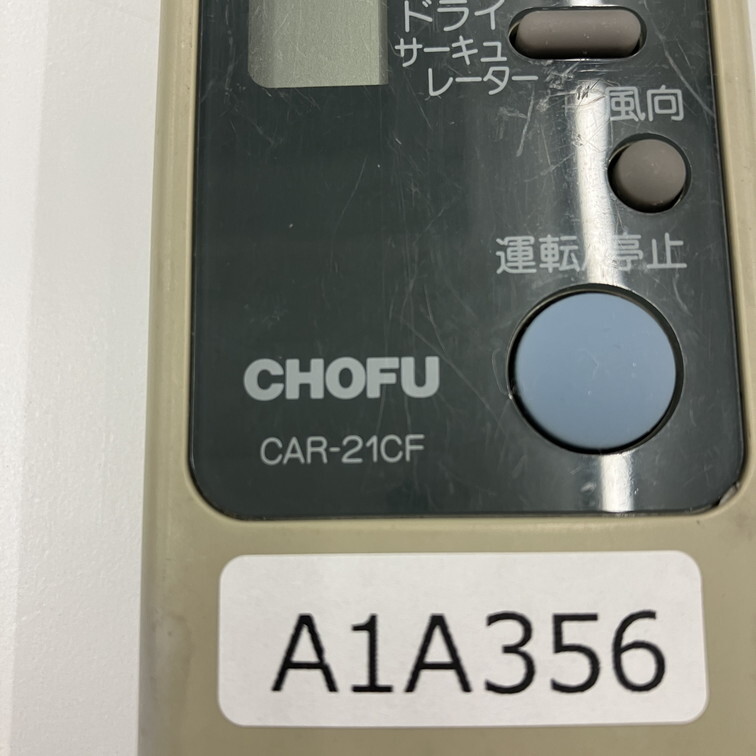 ドライ
サーキュ
レーター
風向
運転/停止
CHOFU
CAR-21CF
A1A356